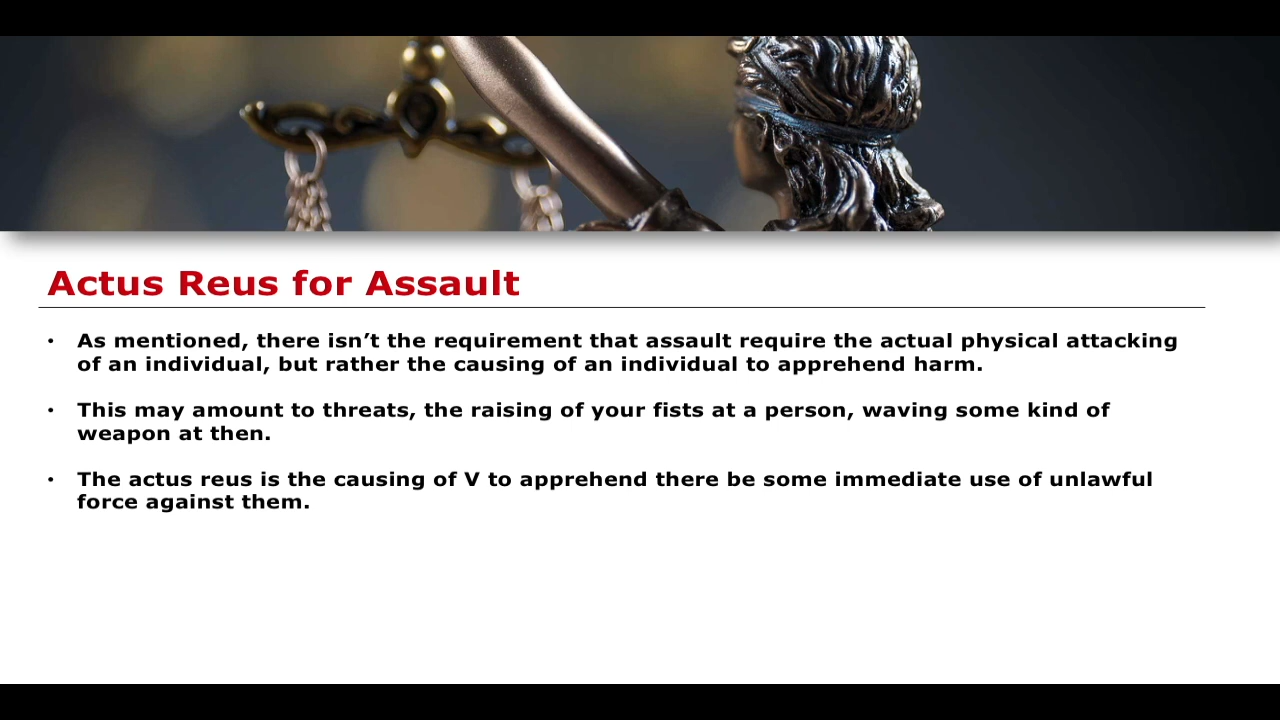 Actus Reus for Assault
• As mentioned, there isn’t the requirement that assault require the actual physical attacking
of an individual, but rather the causing of an individual to apprehend harm.
• This may amount to threats, the raising of your fists at a person, waving some kind of
weapon at then.
• The actus reus is the causing of V to apprehend there be some immediate use of unlawful
force against them.